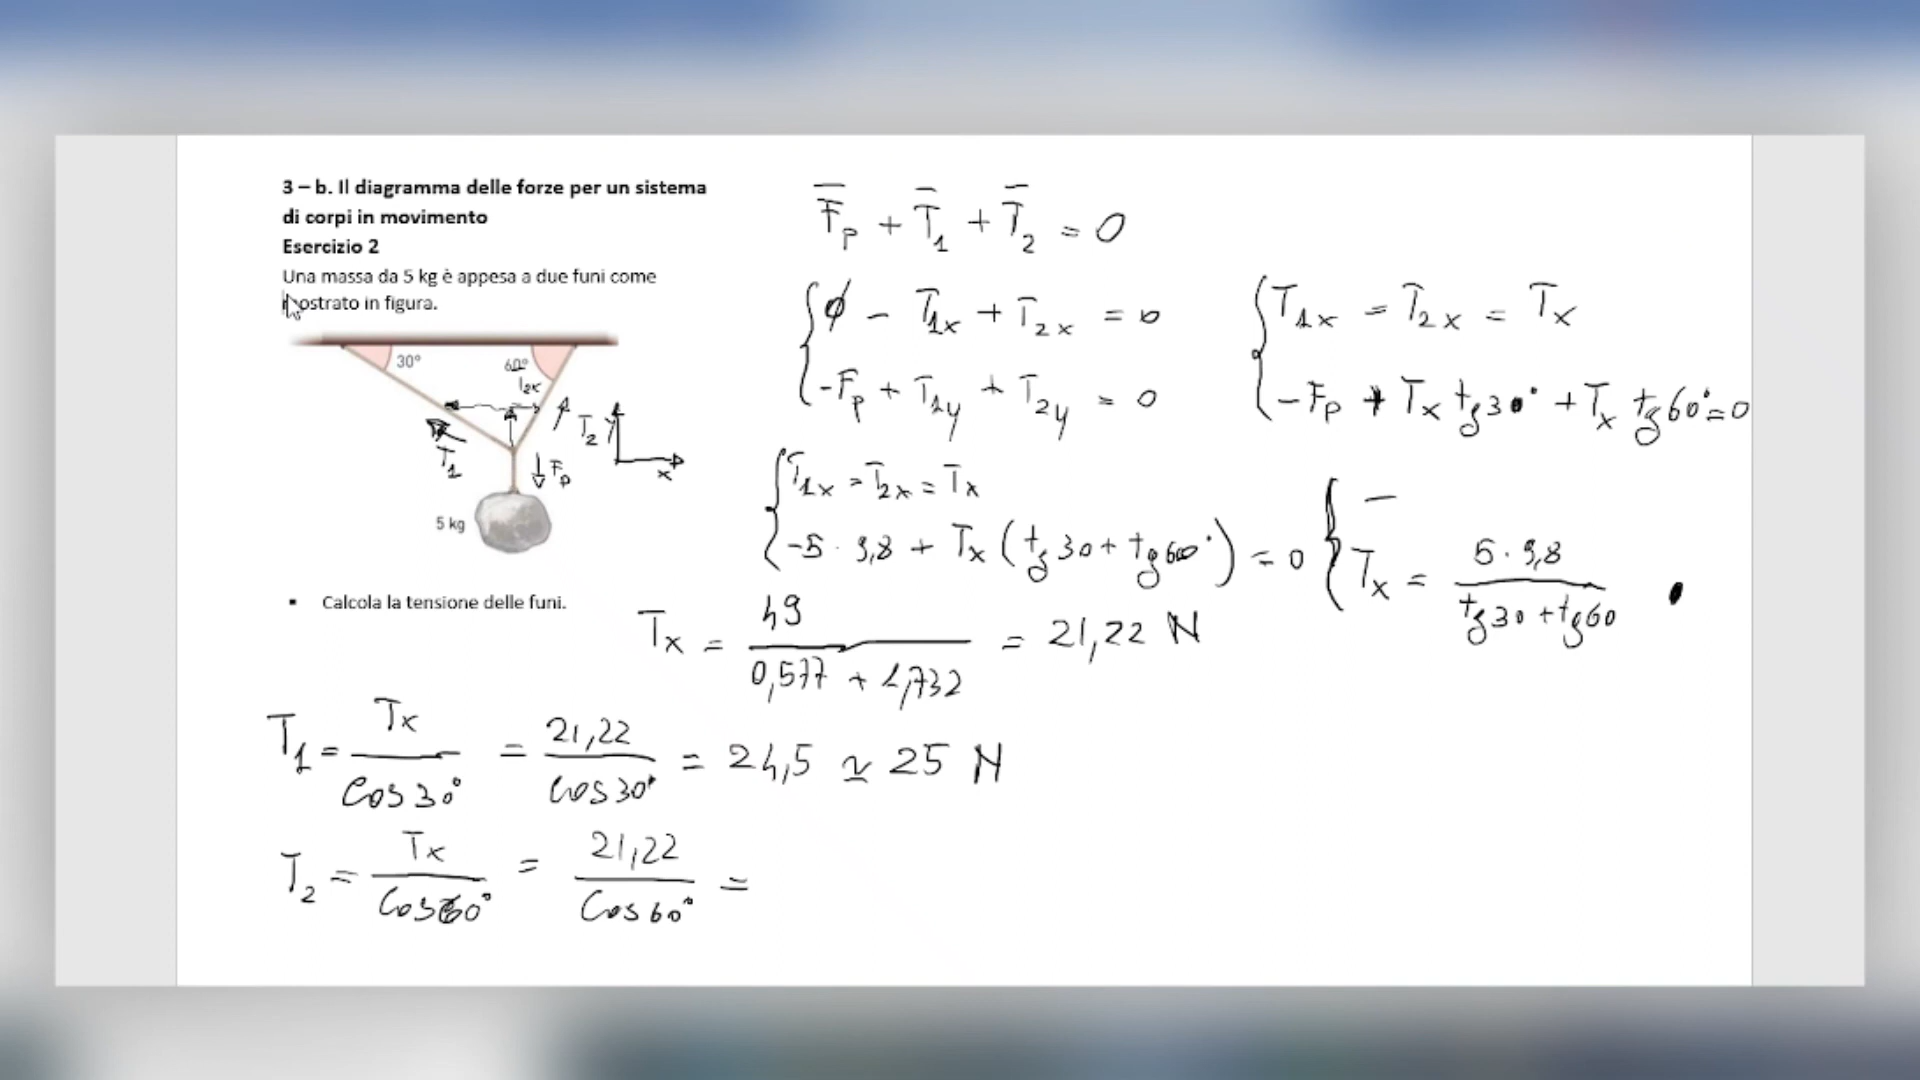 3 – b. Il diagramma delle forze per un sistema
di corpi in movimento
Esercizio 2
Una massa da 5 kg è appesa a due funi come
mostrato in figura.
30°
60°
T2x
T1
T2
y
x
Fp
5 kg
▪ Calcola la tensione delle funi.
F̄p + T̄1 + T̄2 = 0
{ ϕ - T1x + T2x = 0
-Fp + T1y + T2y = 0
{ T1x = T2x = Tx
-Fp + Tx tg30° + Tx tg60° = 0
{ T1x = T2x = Tx
-5 · 9,8 + Tx (tg30 + tg60°) = 0
{ —
Tx = 5 · 9,8 / tg30 + tg60
Tx = 49 / 0,577 + 1,732 = 21,22 N
T1 = Tx / cos30° = 21,22 / cos30° = 24,5 ≃ 25 N
T2 = Tx / cos60° = 21,22 / cos60° =